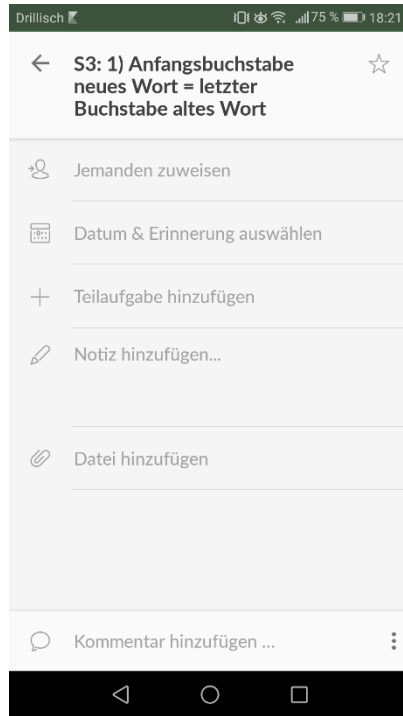 Drillisch 75 % 18:21
S3: 1) Anfangsbuchstabe
neues Wort = letzter
Buchstabe altes Wort
Jemanden zuweisen
Datum & Erinnerung auswählen
Teilaufgabe hinzufügen
Notiz hinzufügen...
Datei hinzufügen
Kommentar hinzufügen ...